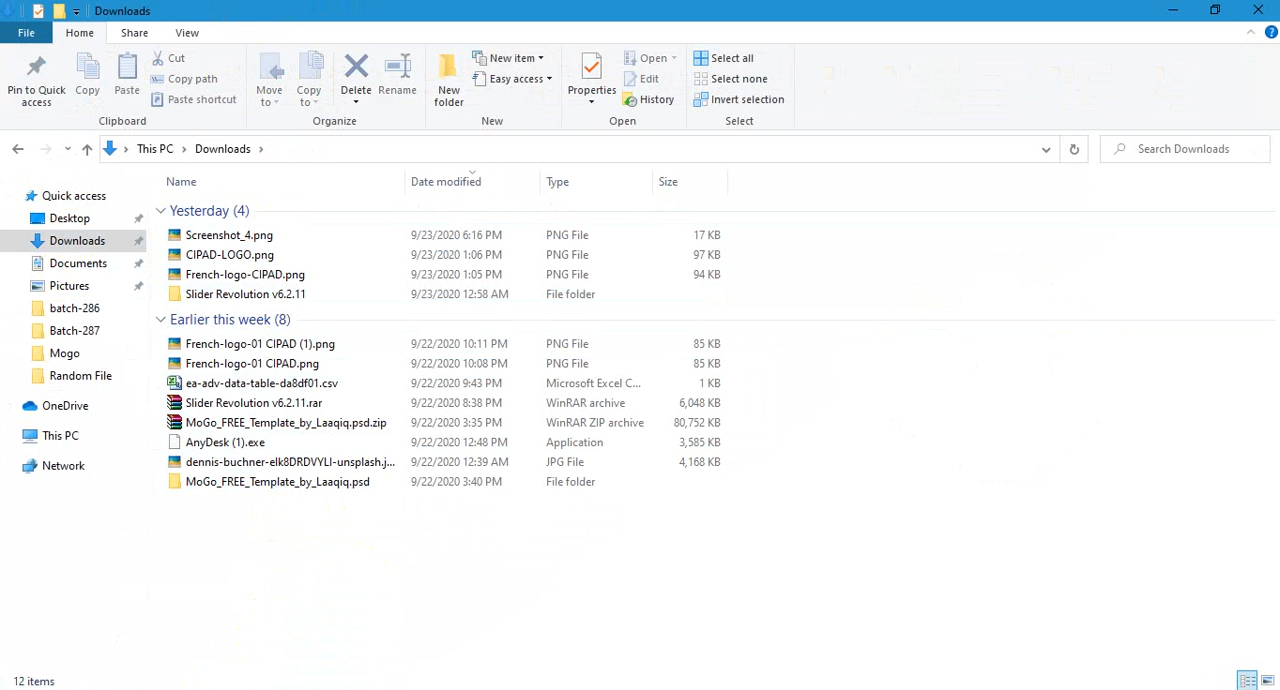 Downloads
File Home Share View
Pin to Quick access
Copy
Paste
Cut
Copy path
Paste shortcut
Clipboard
Move to
Copy to
Delete
Rename
Organize
New folder
New item
Easy access
New
Properties
Open
Edit
History
Open
Select all
Select none
Invert selection
Select
This PC > Downloads >
Search Downloads
Quick access
Desktop
Downloads
Documents
Pictures
batch-286
Batch-287
Mogo
Random File
OneDrive
This PC
Network
Name Date modified Type Size
Yesterday (4)
Screenshot_4.png 9/23/2020 6:16 PM PNG File 17 KB
CIPAD-LOGO.png 9/23/2020 1:06 PM PNG File 97 KB
French-logo-CIPAD.png 9/23/2020 1:05 PM PNG File 94 KB
Slider Revolution v6.2.11 9/23/2020 12:58 AM File folder
Earlier this week (8)
French-logo-01 CIPAD (1).png 9/22/2020 10:11 PM PNG File 85 KB
French-logo-01 CIPAD.png 9/22/2020 10:08 PM PNG File 85 KB
ea-adv-data-table-da8df01.csv 9/22/2020 9:43 PM Microsoft Excel C... 1 KB
Slider Revolution v6.2.11.rar 9/22/2020 8:38 PM WinRAR archive 6,048 KB
MoGo_FREE_Template_by_Laaqiq.psd.zip 9/22/2020 3:35 PM WinRAR ZIP archive 80,752 KB
AnyDesk (1).exe 9/22/2020 12:48 PM Application 3,585 KB
dennis-buchner-elk8DRDVYLI-unsplash.j... 9/22/2020 12:39 AM JPG File 4,168 KB
MoGo_FREE_Template_by_Laaqiq.psd 9/22/2020 3:40 PM File folder
12 items